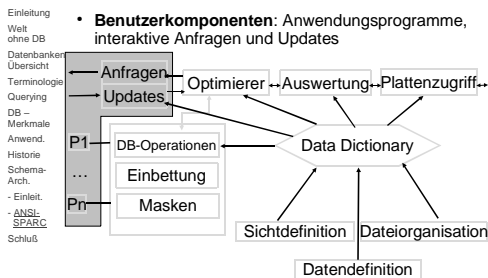 Einleitung
Welt
ohne DB
Datenbanken
Übersicht
Terminologie
Querying
DB –
Merkmale
Anwend.
Historie
Schema-
Arch.
- Einleit.
- ANSI-
SPARC
Schluß
• Benutzerkomponenten: Anwendungsprogramme,
interaktive Anfragen und Updates
Anfragen
Updates
Optimierer
Auswertung
Plattenzugriff
P1
…
Pn
DB-Operationen
Einbettung
Masken
Data Dictionary
Sichtdefinition
Dateiorganisation
Datendefinition